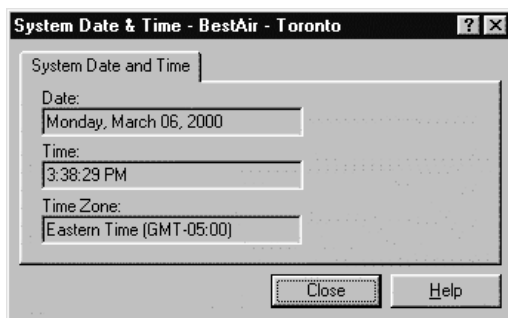 System Date & Time - BestAir - Toronto
System Date and Time
Date:
Monday, March 06, 2000
Time:
3:38:29 PM
Time Zone:
Eastern Time (GMT-05:00)
Close
Help